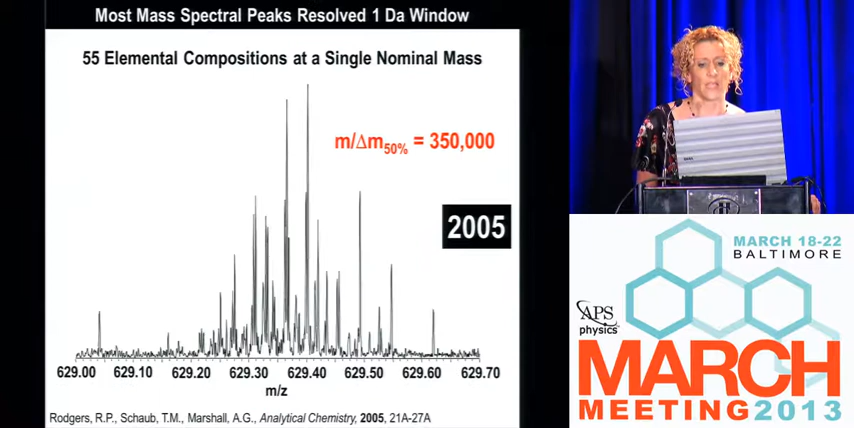 Most Mass Spectral Peaks Resolved 1 Da Window
55 Elemental Compositions at a Single Nominal Mass
m/Δm50% = 350,000
2005
629.00 629.10 629.20 629.30 629.40 629.50 629.60 629.70
m/z
Rodgers, R.P., Schaub, T.M., Marshall, A.G., Analytical Chemistry, 2005, 21A-27A
MARCH 18-22
BALTIMORE
APS
physics
MARCH
MEETING2013